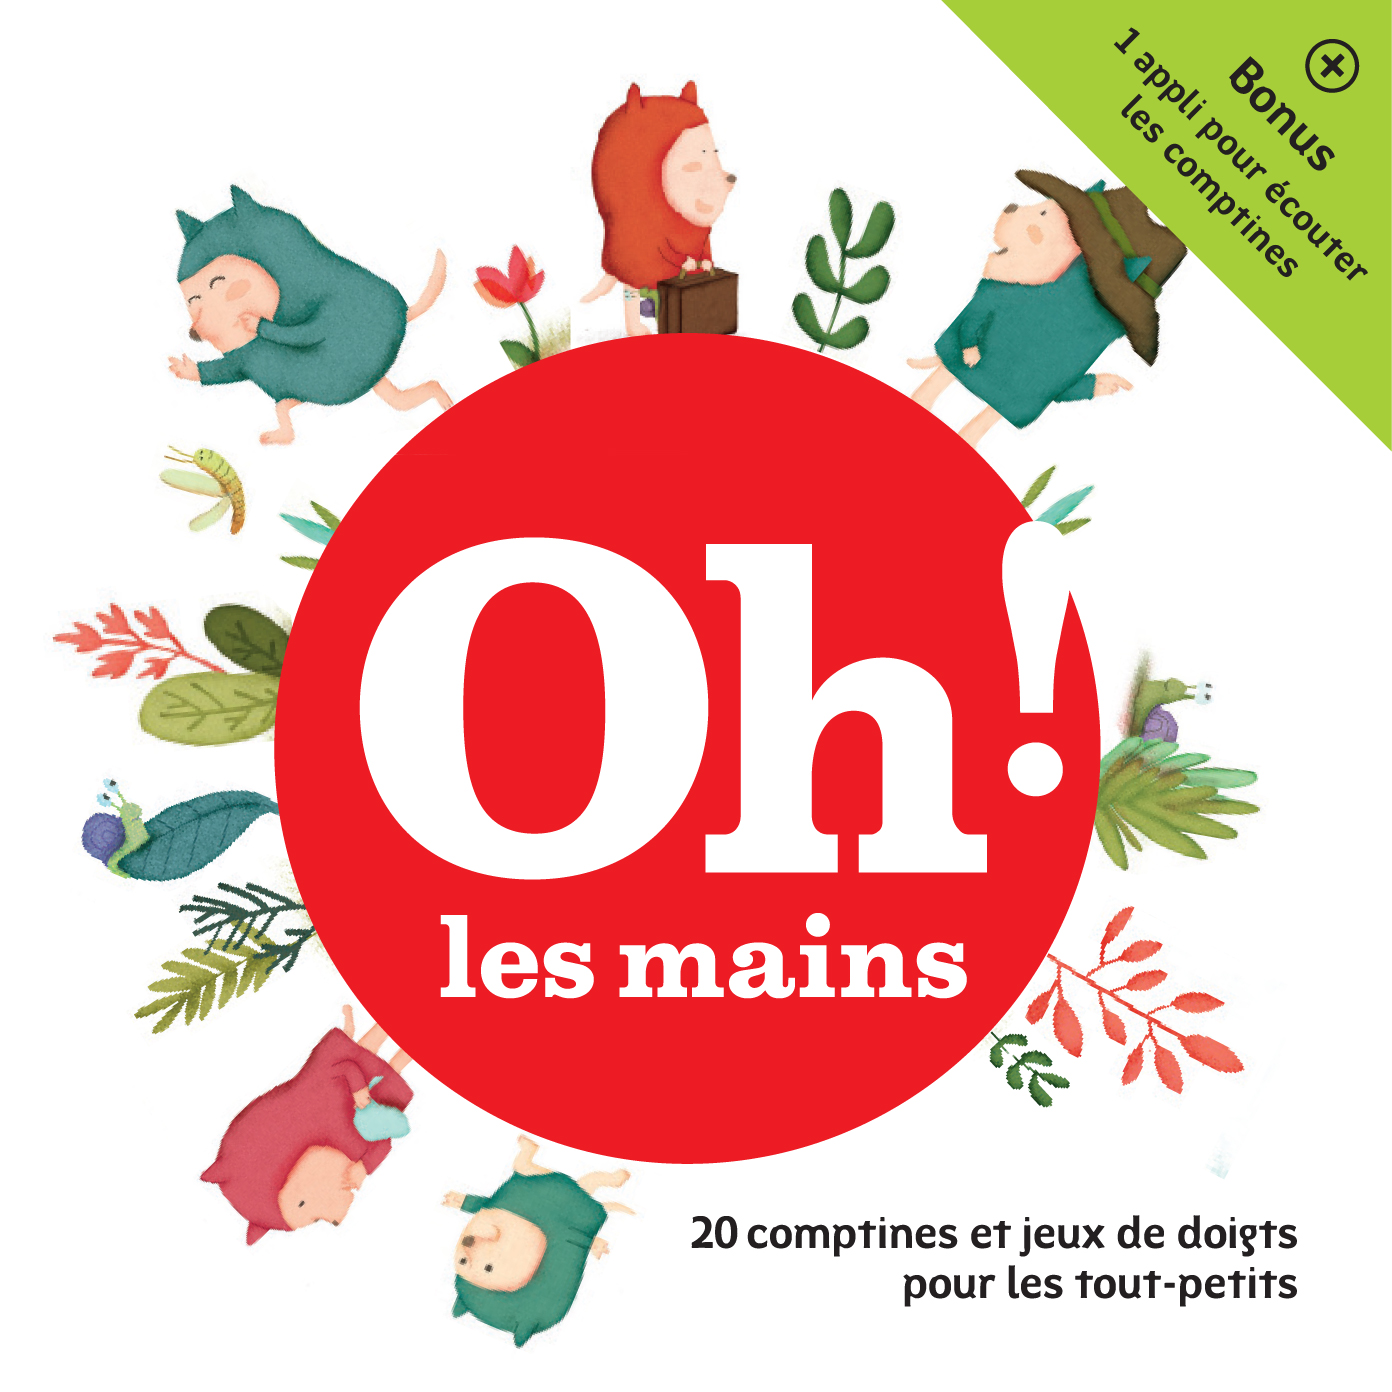 +
Bonus
1 appli pour écouter
les comptines
Oh!
les mains
20 comptines et jeux de doigts
pour les tout-petits